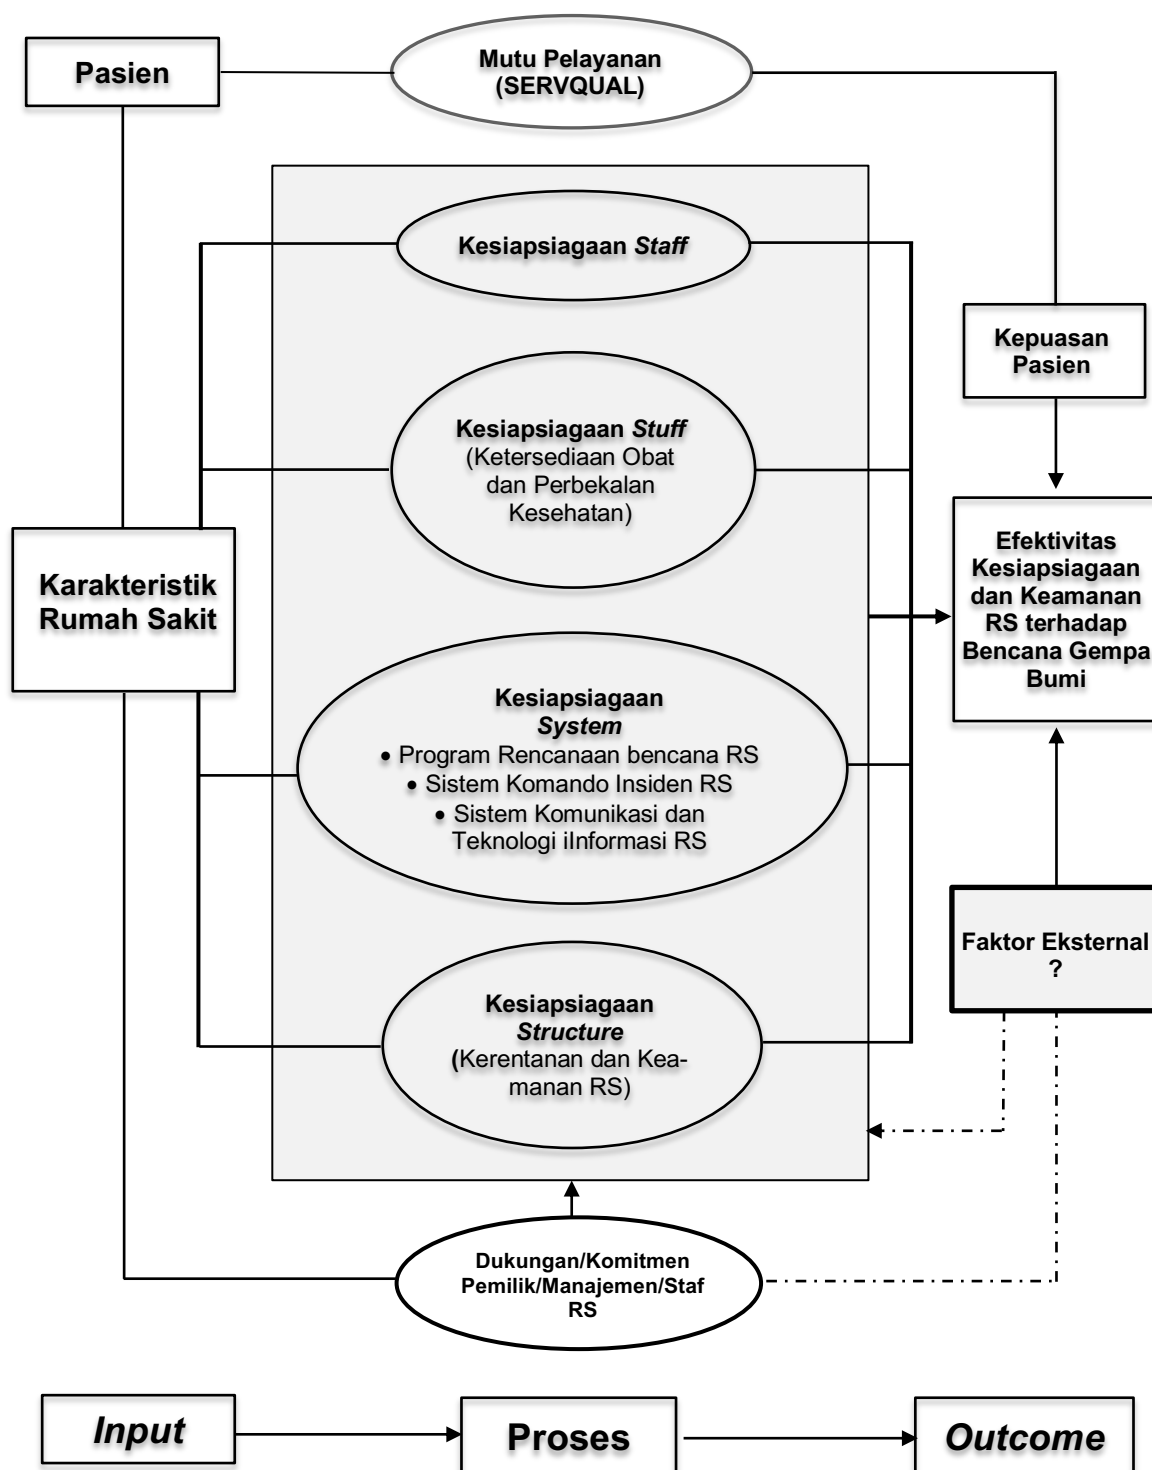 Pasien
Mutu Pelayanan
(SERVQUAL)
Kesiapsiagaan Staff
Kepuasan
Pasien
Kesiapsiagaan Stuff
(Ketersediaan Obat
dan Perbekalan
Kesehatan)
Karakteristik
Rumah Sakit
Efektivitas
Kesiapsiagaan
dan Keamanan
RS terhadap
Bencana Gempa
Bumi
Kesiapsiagaan
System
• Program Rencanaan bencana RS
• Sistem Komando Insiden RS
• Sistem Komunikasi dan
Teknologi iInformasi RS
Faktor Eksternal
?
Kesiapsiagaan
Structure
(Kerentanan dan Kea-
manan RS)
Dukungan/Komitmen
Pemilik/Manajemen/Staf
RS
Input
Proses
Outcome